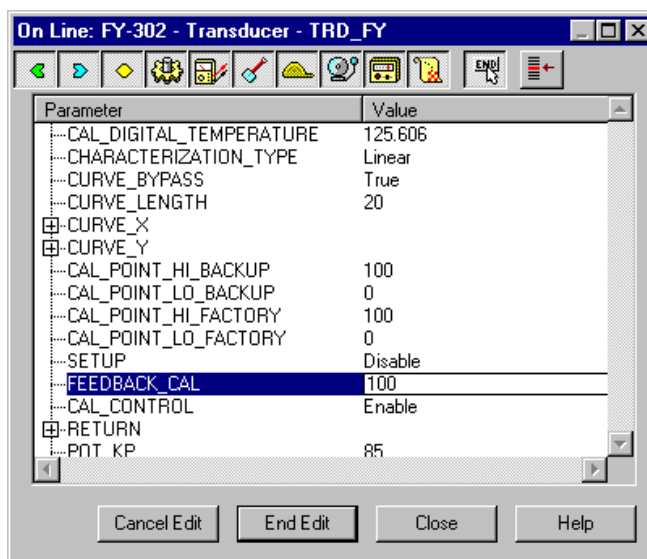 On Line: FY-302 - Transducer - TRD_FY
END
Parameter Value
CAL_DIGITAL_TEMPERATURE 125.606
CHARACTERIZATION_TYPE Linear
CURVE_BYPASS True
CURVE_LENGTH 20
CURVE_X
CURVE_Y
CAL_POINT_HI_BACKUP 100
CAL_POINT_LO_BACKUP 0
CAL_POINT_HI_FACTORY 100
CAL_POINT_LO_FACTORY 0
SETUP Disable
FEEDBACK_CAL 100
CAL_CONTROL Enable
RETURN
POT_KP 85
Cancel Edit End Edit Close Help